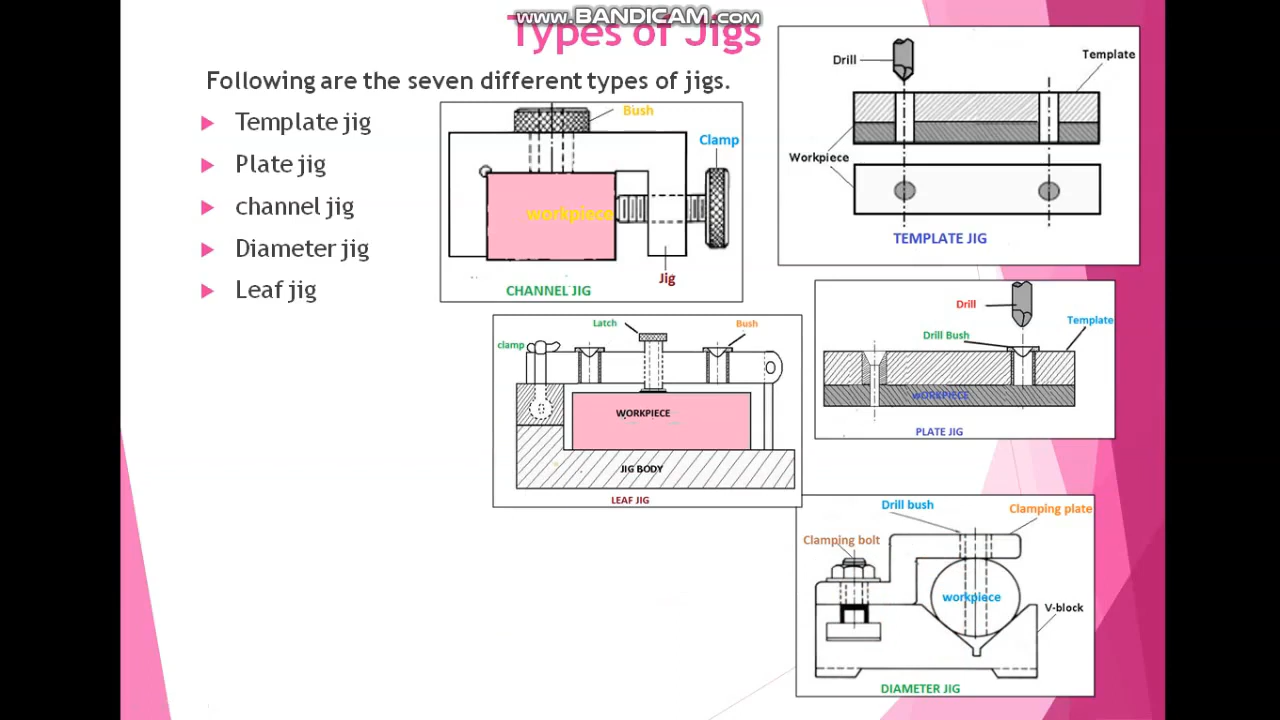 www.BANDICAM.com
Types of Jigs
Following are the seven different types of jigs.
Template jig
Plate jig
channel jig
Diameter jig
Leaf jig
Bush
Clamp
workpiece
Jig
CHANNEL JIG
Drill
Template
Workpiece
TEMPLATE JIG
Latch
Bush
clamp
WORKPIECE
JIG BODY
LEAF JIG
Drill
Template
Drill Bush
wORKPIECE
PLATE JIG
Drill bush
Clamping plate
Clamping bolt
workpiece
V-block
DIAMETER JIG